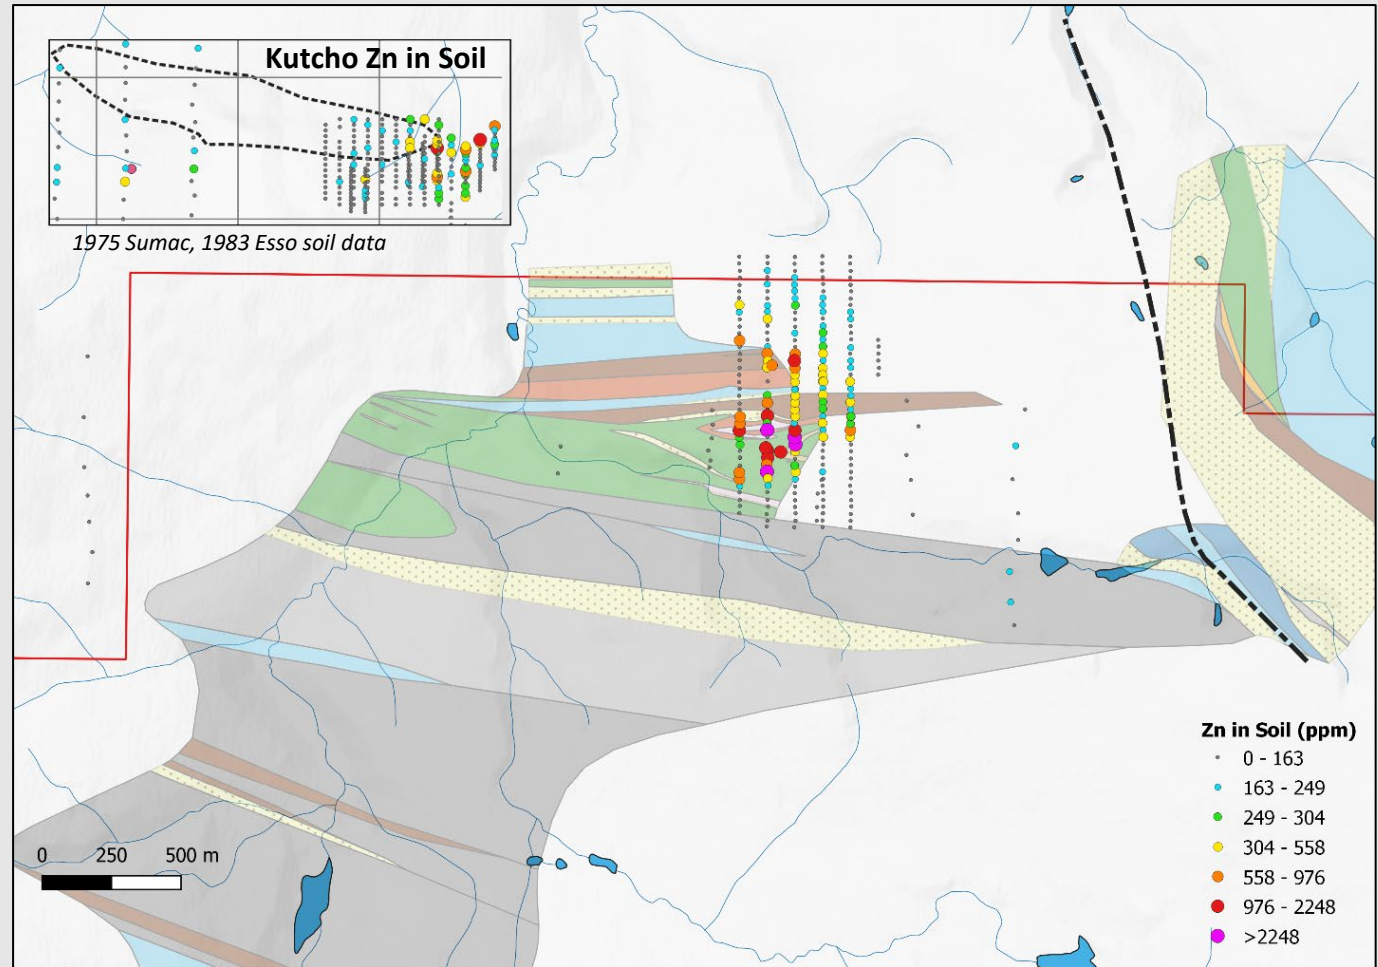 Kutcho Zn in Soil
1975 Sumac, 1983 Esso soil data
Zn in Soil (ppm)
0 - 163
163 - 249
249 - 304
304 - 558
558 - 976
976 - 2248
>2248
0 250 500 m